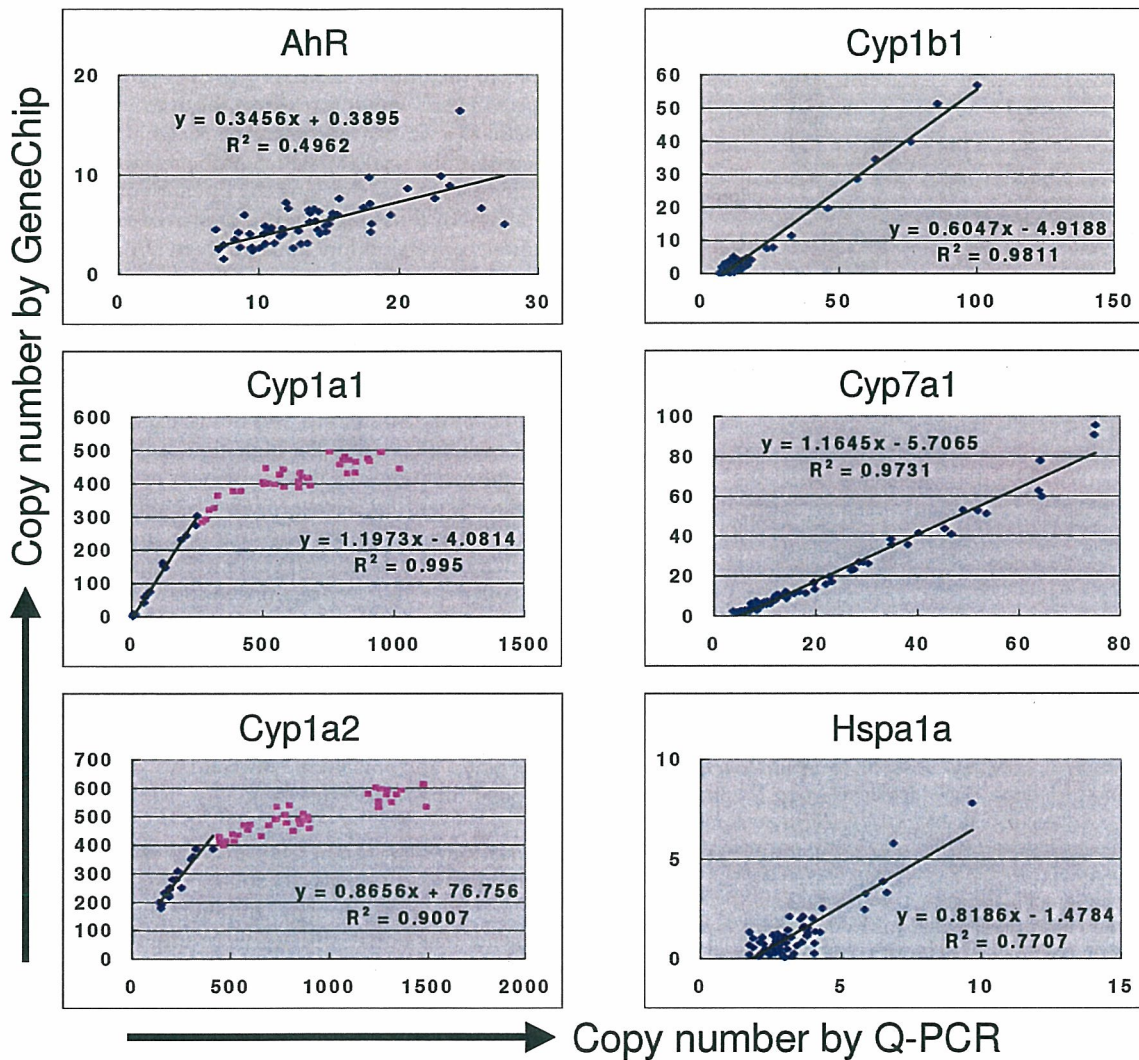 AhR
20
10
0
0 10 20 30
y = 0.3456x + 0.3895
R² = 0.4962
Cyp1b1
60
50
40
30
20
10
0
0 50 100 150
y = 0.6047x - 4.9188
R² = 0.9811
Cyp1a1
600
500
400
300
200
100
0
0 500 1000 1500
y = 1.1973x - 4.0814
R² = 0.995
Cyp7a1
100
80
60
40
20
0
0 20 40 60 80
y = 1.1645x - 5.7065
R² = 0.9731
Cyp1a2
700
600
500
400
300
200
100
0
0 500 1000 1500 2000
y = 0.8656x + 76.756
R² = 0.9007
Hspa1a
10
5
0
0 5 10 15
y = 0.8186x - 1.4784
R² = 0.7707
Copy number by GeneChip
Copy number by Q-PCR